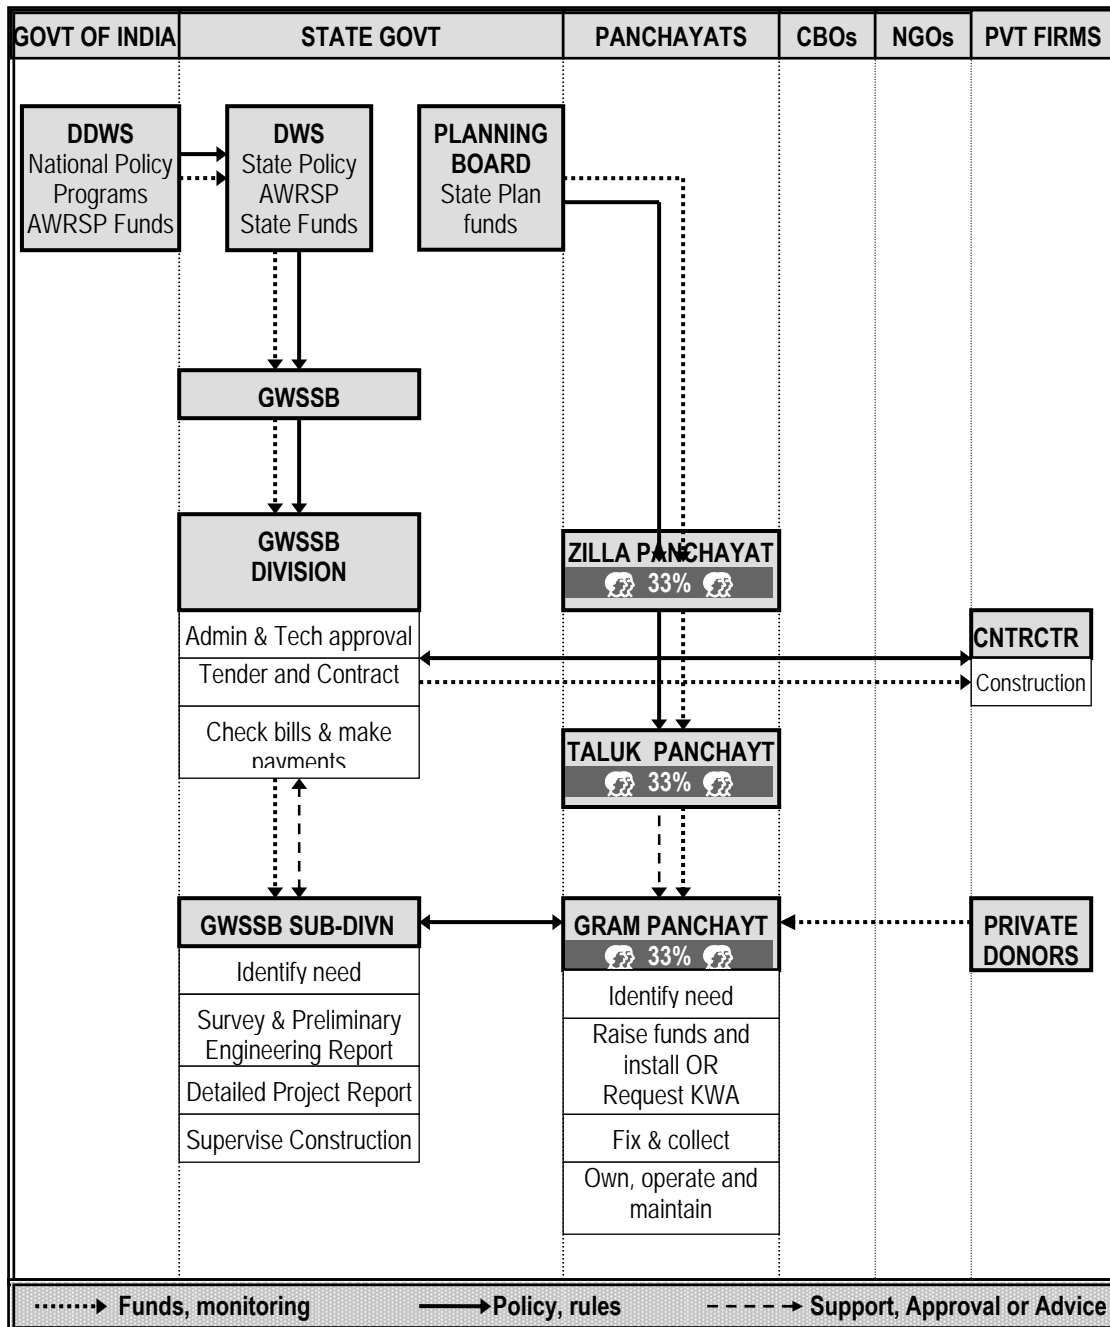 GOVT OF INDIA
STATE GOVT
PANCHAYATS
CBOs
NGOs
PVT FIRMS
DDWS
National Policy
Programs
AWRSP Funds
DWS
State Policy
AWRSP
State Funds
PLANNING
BOARD
State Plan
funds
GWSSB
GWSSB
DIVISION
Admin & Tech approval
Tender and Contract
Check bills & make
payments
ZILLA PANCHAYAT
33%
CNTRCTR
Construction
TALUK PANCHAYT
33%
GWSSB SUB-DIVN
Identify need
Survey & Preliminary
Engineering Report
Detailed Project Report
Supervise Construction
GRAM PANCHAYT
33%
Identify need
Raise funds and
install OR
Request KWA
Fix & collect
Own, operate and
maintain
PRIVATE
DONORS
Funds, monitoring
Policy, rules
Support, Approval or Advice